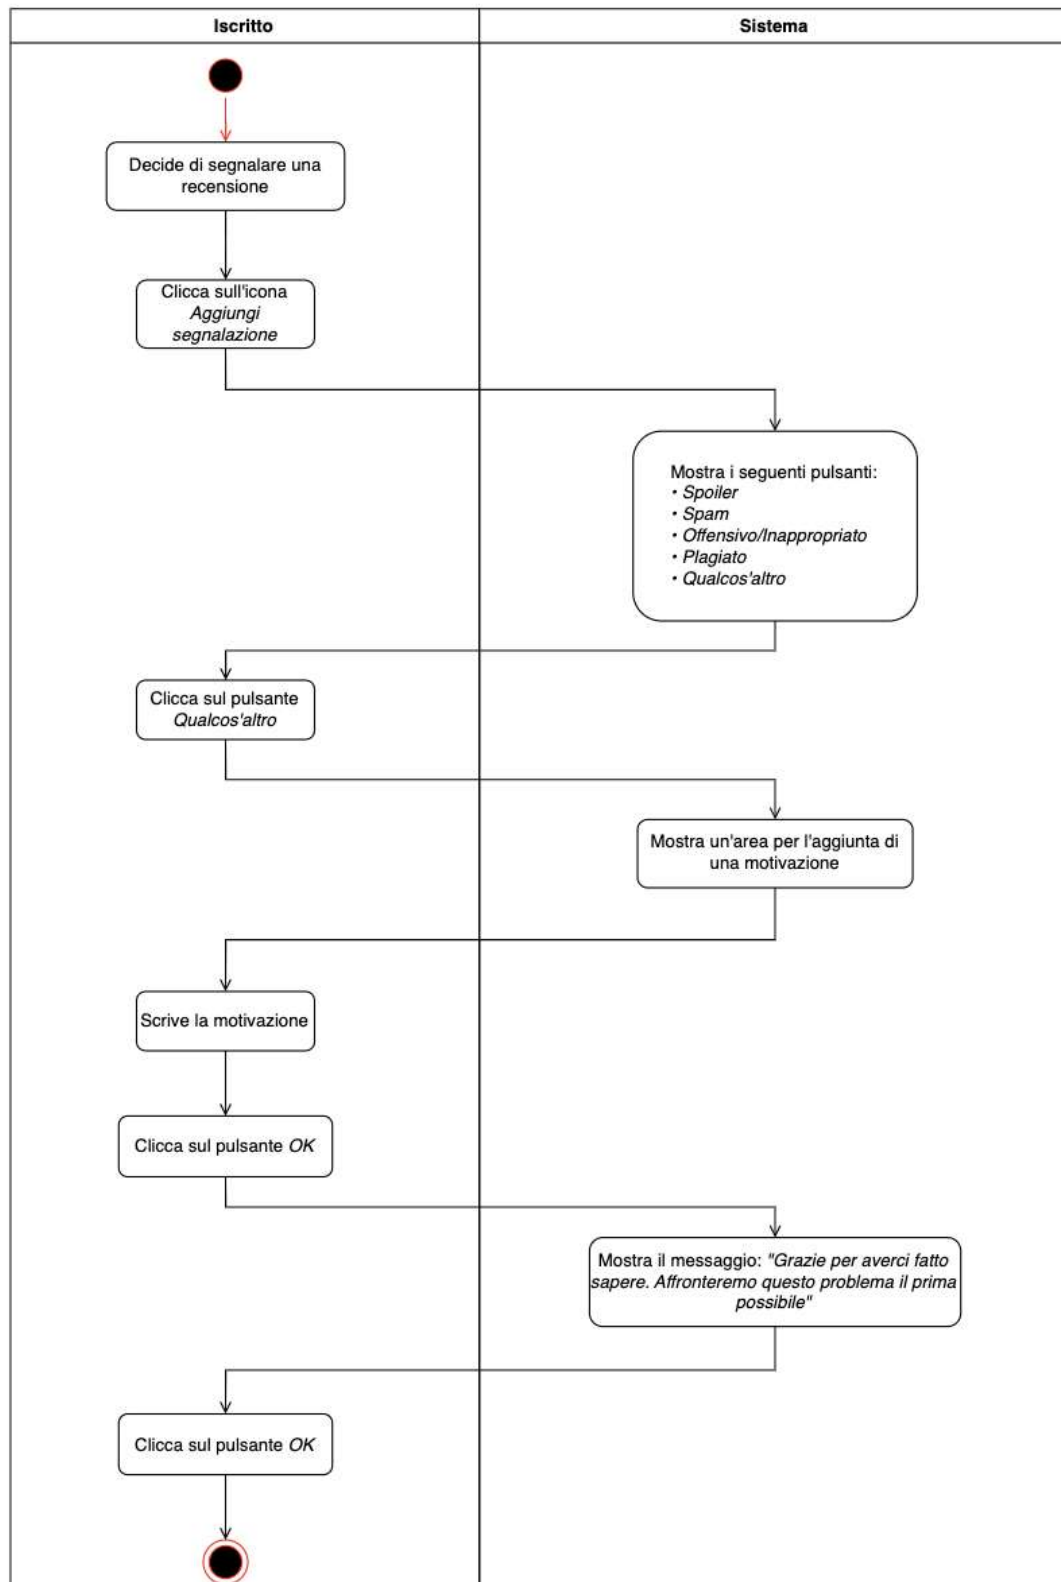 Iscritto
Sistema
Decide di segnalare una
recensione
Clicca sull'icona
Aggiungi
segnalazione
Mostra i seguenti pulsanti:
• Spoiler
• Spam
• Offensivo/Inappropriato
• Plagiato
• Qualcos'altro
Clicca sul pulsante
Qualcos'altro
Mostra un'area per l'aggiunta di
una motivazione
Scrive la motivazione
Clicca sul pulsante OK
Mostra il messaggio: "Grazie per averci fatto
sapere. Affronteremo questo problema il prima
possibile"
Clicca sul pulsante OK